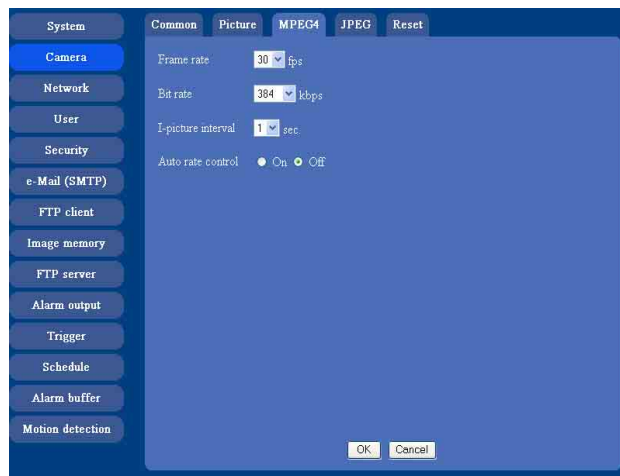 System
Camera
Network
User
Security
e-Mail (SMTP)
FTP client
Image memory
FTP server
Alarm output
Trigger
Schedule
Alarm buffer
Motion detection
Common Picture MPEG4 JPEG Reset
Frame rate 30 fps
Bit rate 384 kbps
I-picture interval 1 sec.
Auto rate control On Off
OK Cancel